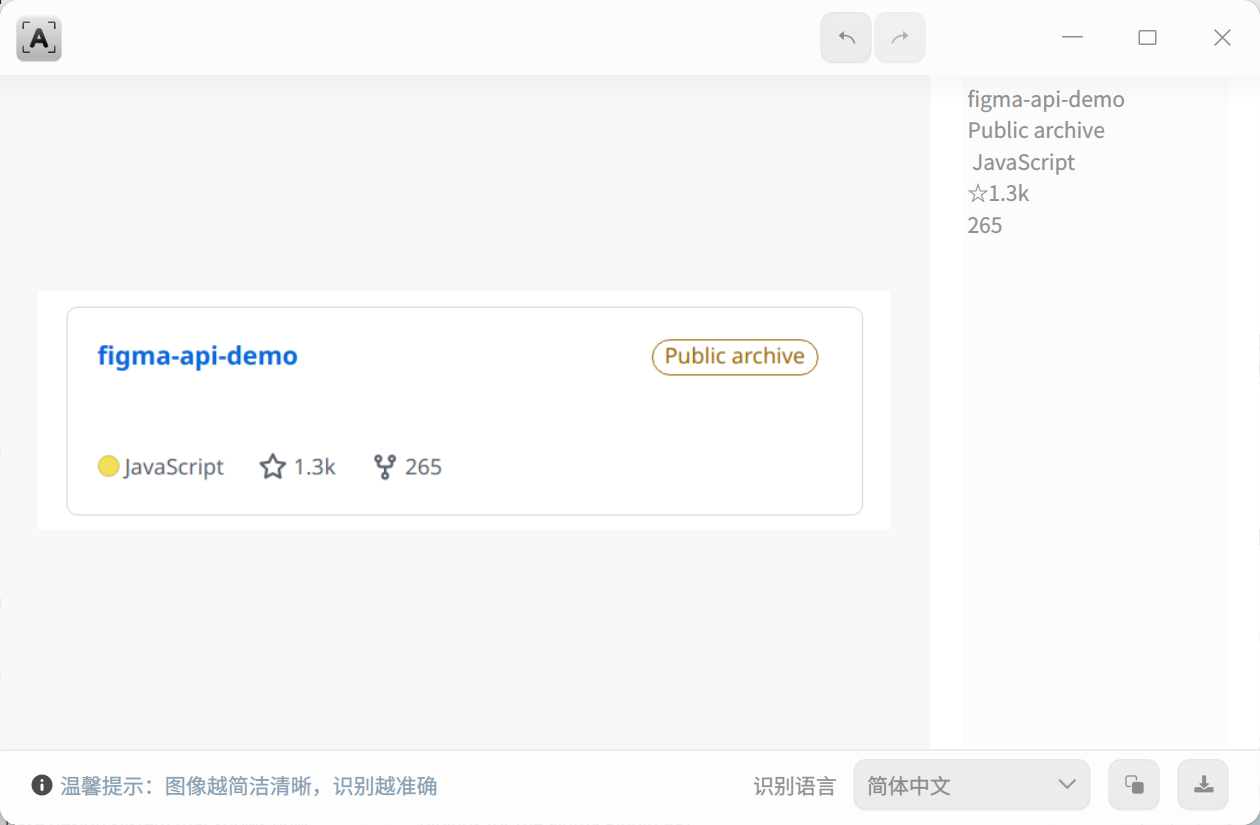 A
figma-api-demo
Public archive
JavaScript
1.3k
265
figma-api-demo
Public archive
JavaScript
☆1.3k
265
温馨提示：图像越简洁清晰，识别越准确
识别语言
简体中文